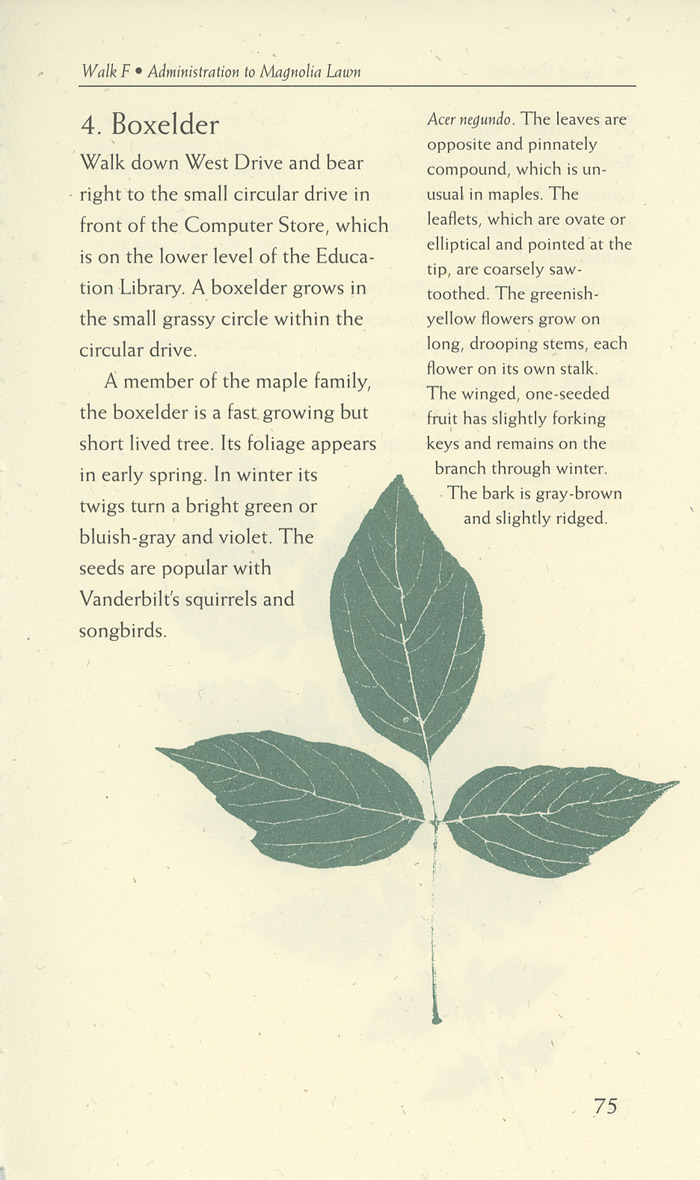 Walk F • Administration to Magnolia Lawn
4. Boxelder
Walk down West Drive and bear
right to the small circular drive in
front of the Computer Store, which
is on the lower level of the Educa-
tion Library. A boxelder grows in
the small grassy circle within the
circular drive.
A member of the maple family,
the boxelder is a fast growing but
short lived tree. Its foliage appears
in early spring. In winter its
twigs turn a bright green or
bluish-gray and violet. The
seeds are popular with
Vanderbilt's squirrels and
songbirds.
Acer negundo. The leaves are
opposite and pinnately
compound, which is un-
usual in maples. The
leaflets, which are ovate or
elliptical and pointed at the
tip, are coarsely saw-
toothed. The greenish-
yellow flowers grow on
long, drooping stems, each
flower on its own stalk.
The winged, one-seeded
fruit has slightly forking
keys and remains on the
branch through winter.
The bark is gray-brown
and slightly ridged.
75